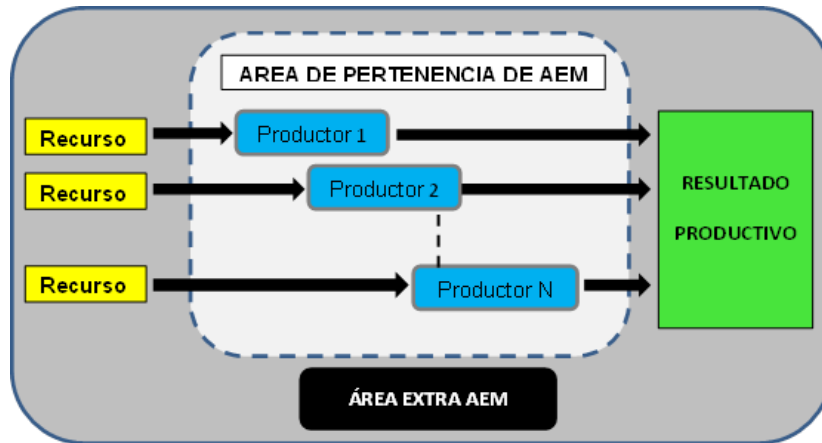 AREA DE PERTENENCIA DE AEM
Recurso
Productor 1
Recurso
Productor 2
RESULTADO
PRODUCTIVO
Recurso
Productor N
ÁREA EXTRA AEM